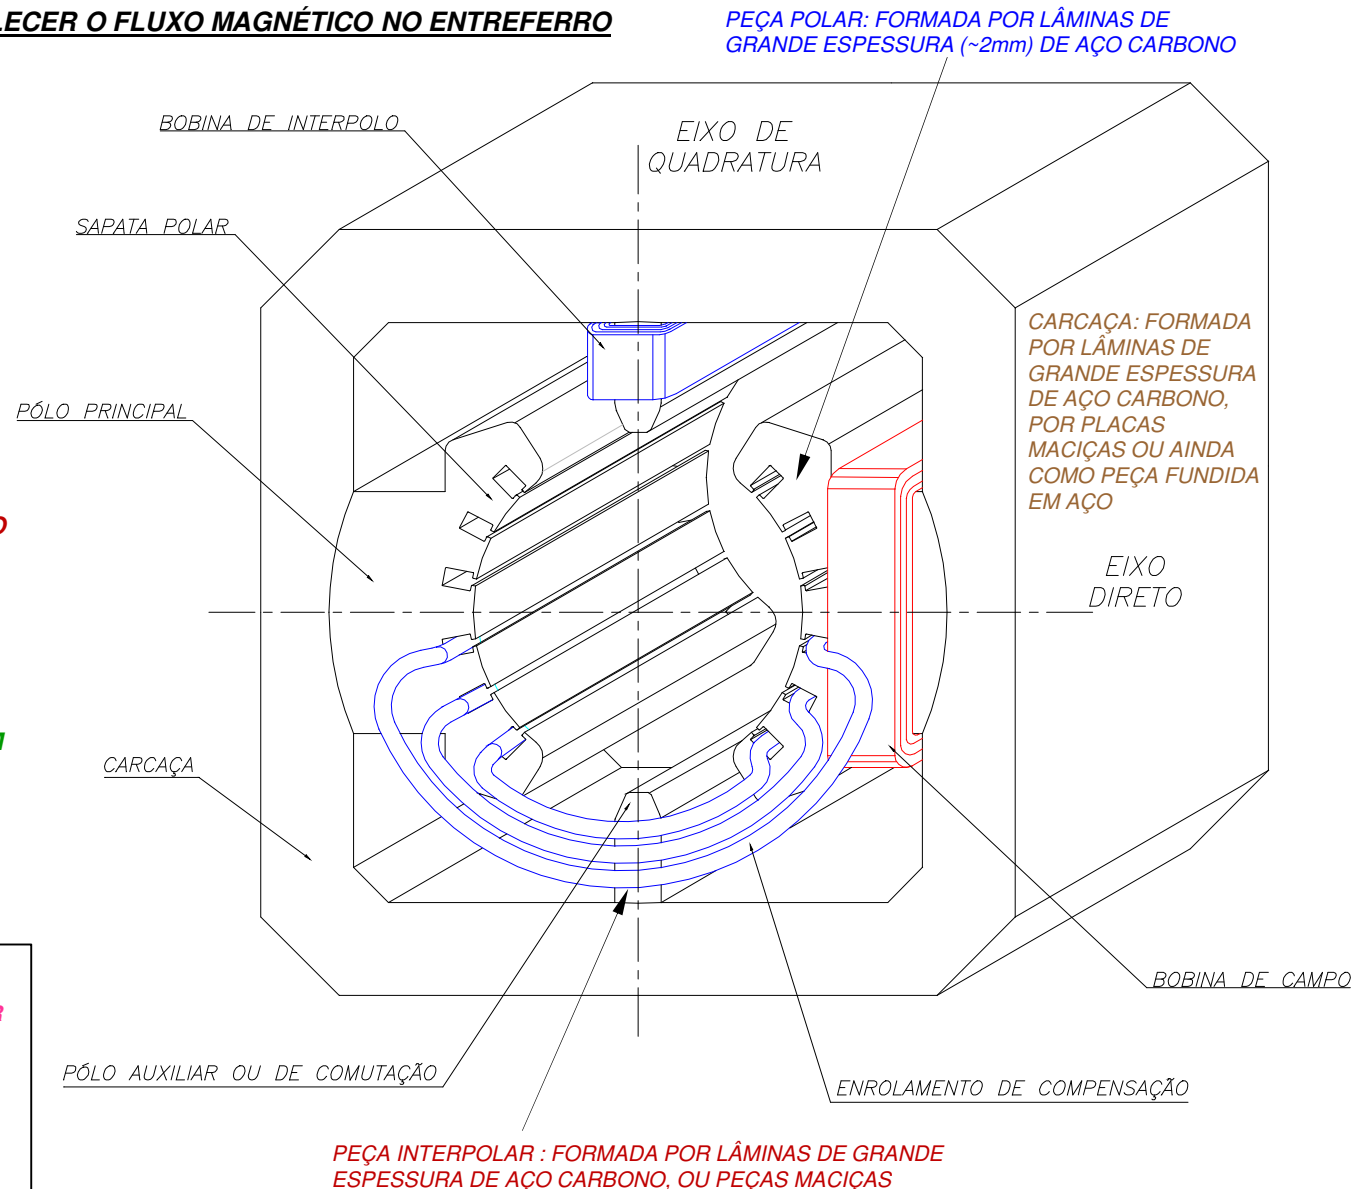 LECER O FLUXO MAGNÉTICO NO ENTREFERRO
PEÇA POLAR: FORMADA POR LÂMINAS DE
GRANDE ESPESSURA (~2mm) DE AÇO CARBONO
BOBINA DE INTERPOLO
EIXO DE
QUADRATURA
SAPATA POLAR
CARCAÇA: FORMADA
POR LÂMINAS DE
GRANDE ESPESSURA
DE AÇO CARBONO,
POR PLACAS
MACIÇAS OU AINDA
COMO PEÇA FUNDIDA
EM AÇO
PÓLO PRINCIPAL
EIXO
DIRETO
CARCAÇA
BOBINA DE CAMPO
PÓLO AUXILIAR OU DE COMUTAÇÃO
ENROLAMENTO DE COMPENSAÇÃO
PEÇA INTERPOLAR : FORMADA POR LÂMINAS DE GRANDE
ESPESSURA DE AÇO CARBONO, OU PEÇAS MACIÇAS